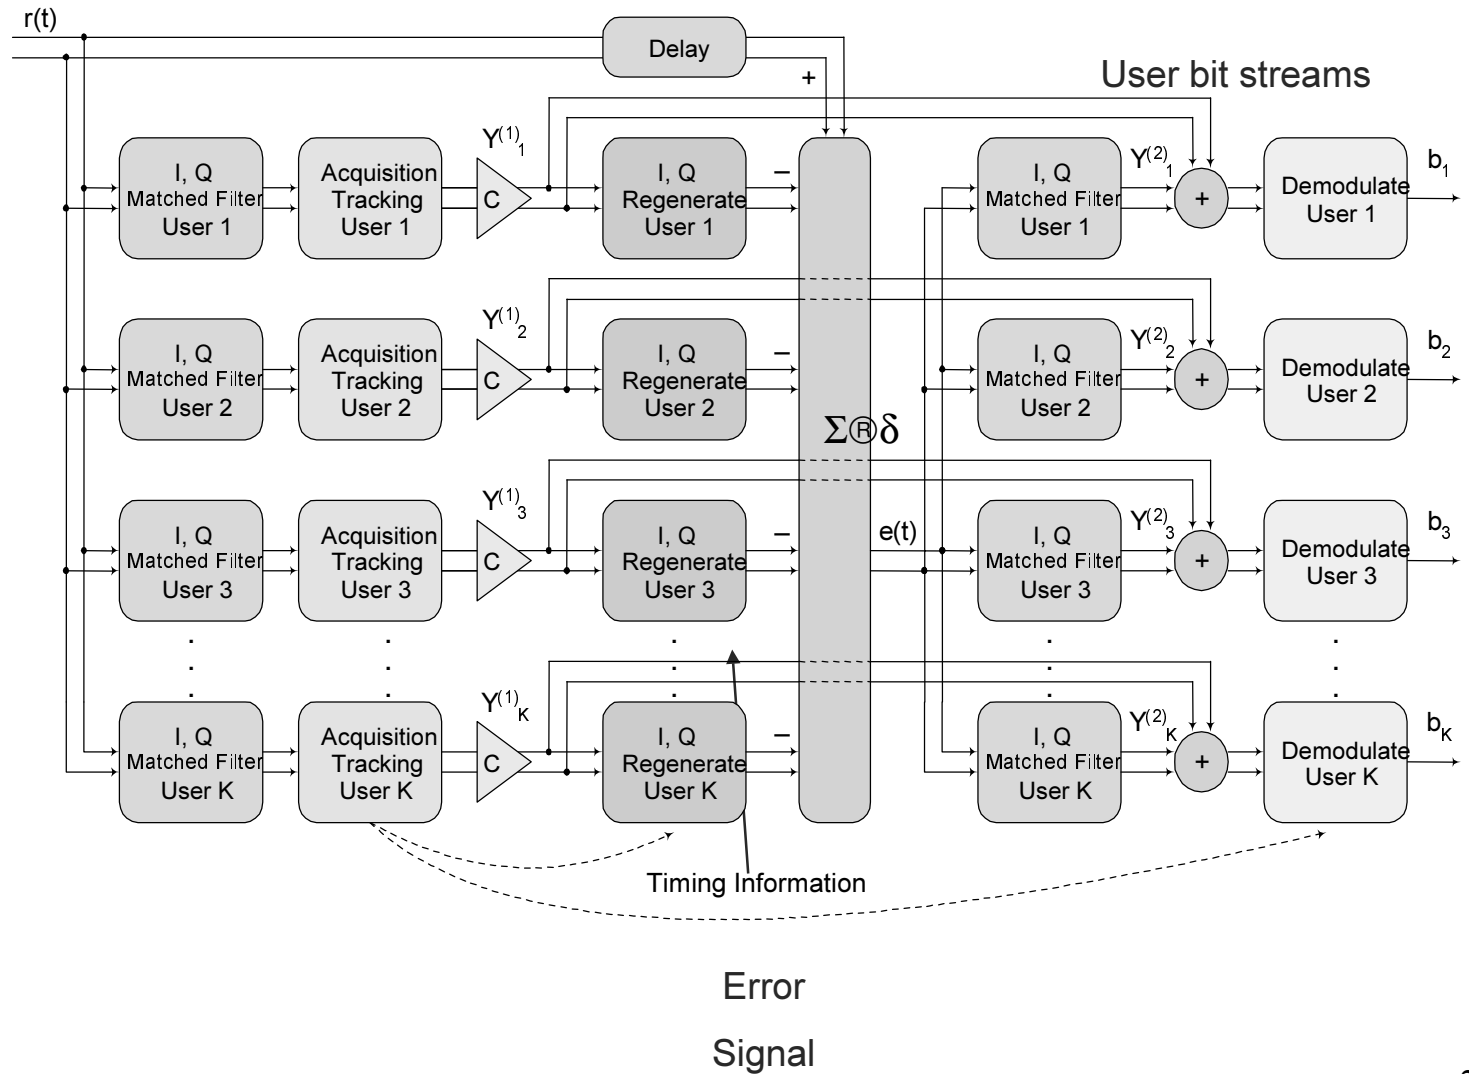 r(t)
Delay
+
User bit streams
Y(1)1
I, Q
Matched Filter
User 1
Acquisition
Tracking
User 1
C
I, Q
Regenerate
User 1
–
I, Q
Matched Filter
User 1
Y(2)1
+
Demodulate
User 1
b1
Y(1)2
I, Q
Matched Filter
User 2
Acquisition
Tracking
User 2
C
I, Q
Regenerate
User 2
–
I, Q
Matched Filter
User 2
Y(2)2
+
Demodulate
User 2
b2
Σ®δ
Y(1)3
I, Q
Matched Filter
User 3
Acquisition
Tracking
User 3
C
I, Q
Regenerate
User 3
–
e(t)
I, Q
Matched Filter
User 3
Y(2)3
+
Demodulate
User 3
b3
Y(1)K
I, Q
Matched Filter
User K
Acquisition
Tracking
User K
C
I, Q
Regenerate
User K
–
I, Q
Matched Filter
User K
Y(2)K
+
Demodulate
User K
bK
Timing Information
Error
Signal